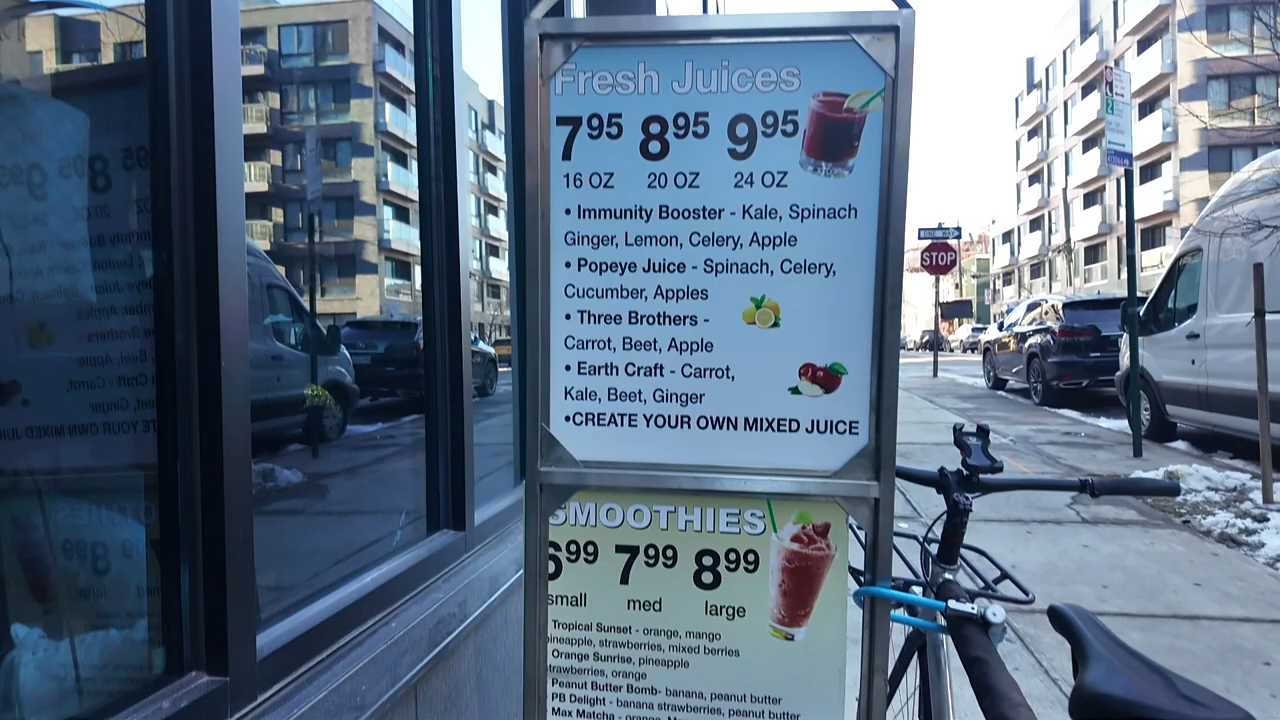 Fresh Juices
7.95 8.95 9.95
16 OZ 20 OZ 24 OZ
• Immunity Booster - Kale, Spinach
Ginger, Lemon, Celery, Apple
• Popeye Juice - Spinach, Celery,
Cucumber, Apples
• Three Brothers -
Carrot, Beet, Apple
• Earth Craft - Carrot,
Kale, Beet, Ginger
•CREATE YOUR OWN MIXED JUICE
SMOOTHIES
6 99 7 99 8 99
small med large
Tropical Sunset - orange, mango
pineapple, strawberries, mixed berries
Orange Sunrise, pineapple
strawberries, orange
Peanut Butter Bomb- banana, peanut butter
PB Delight - banana strawberries, peanut butter
Max Matcha - orange,
ONE WAY
STOP